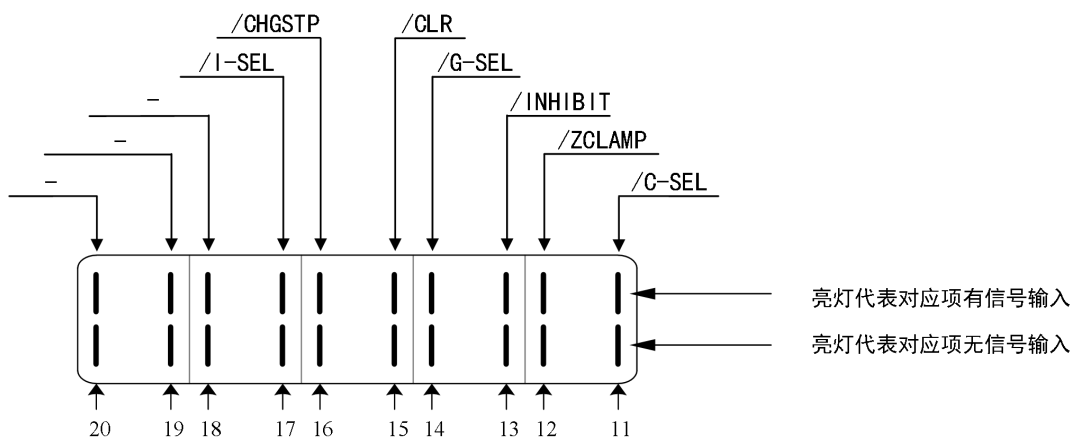 /CHGSTP
/CLR
/I-SEL
/G-SEL
-
/INHIBIT
-
/ZCLAMP
-
/C-SEL
亮灯代表对应项有信号输入
亮灯代表对应项无信号输入
20 19 18 17 16 15 14 13 12 11